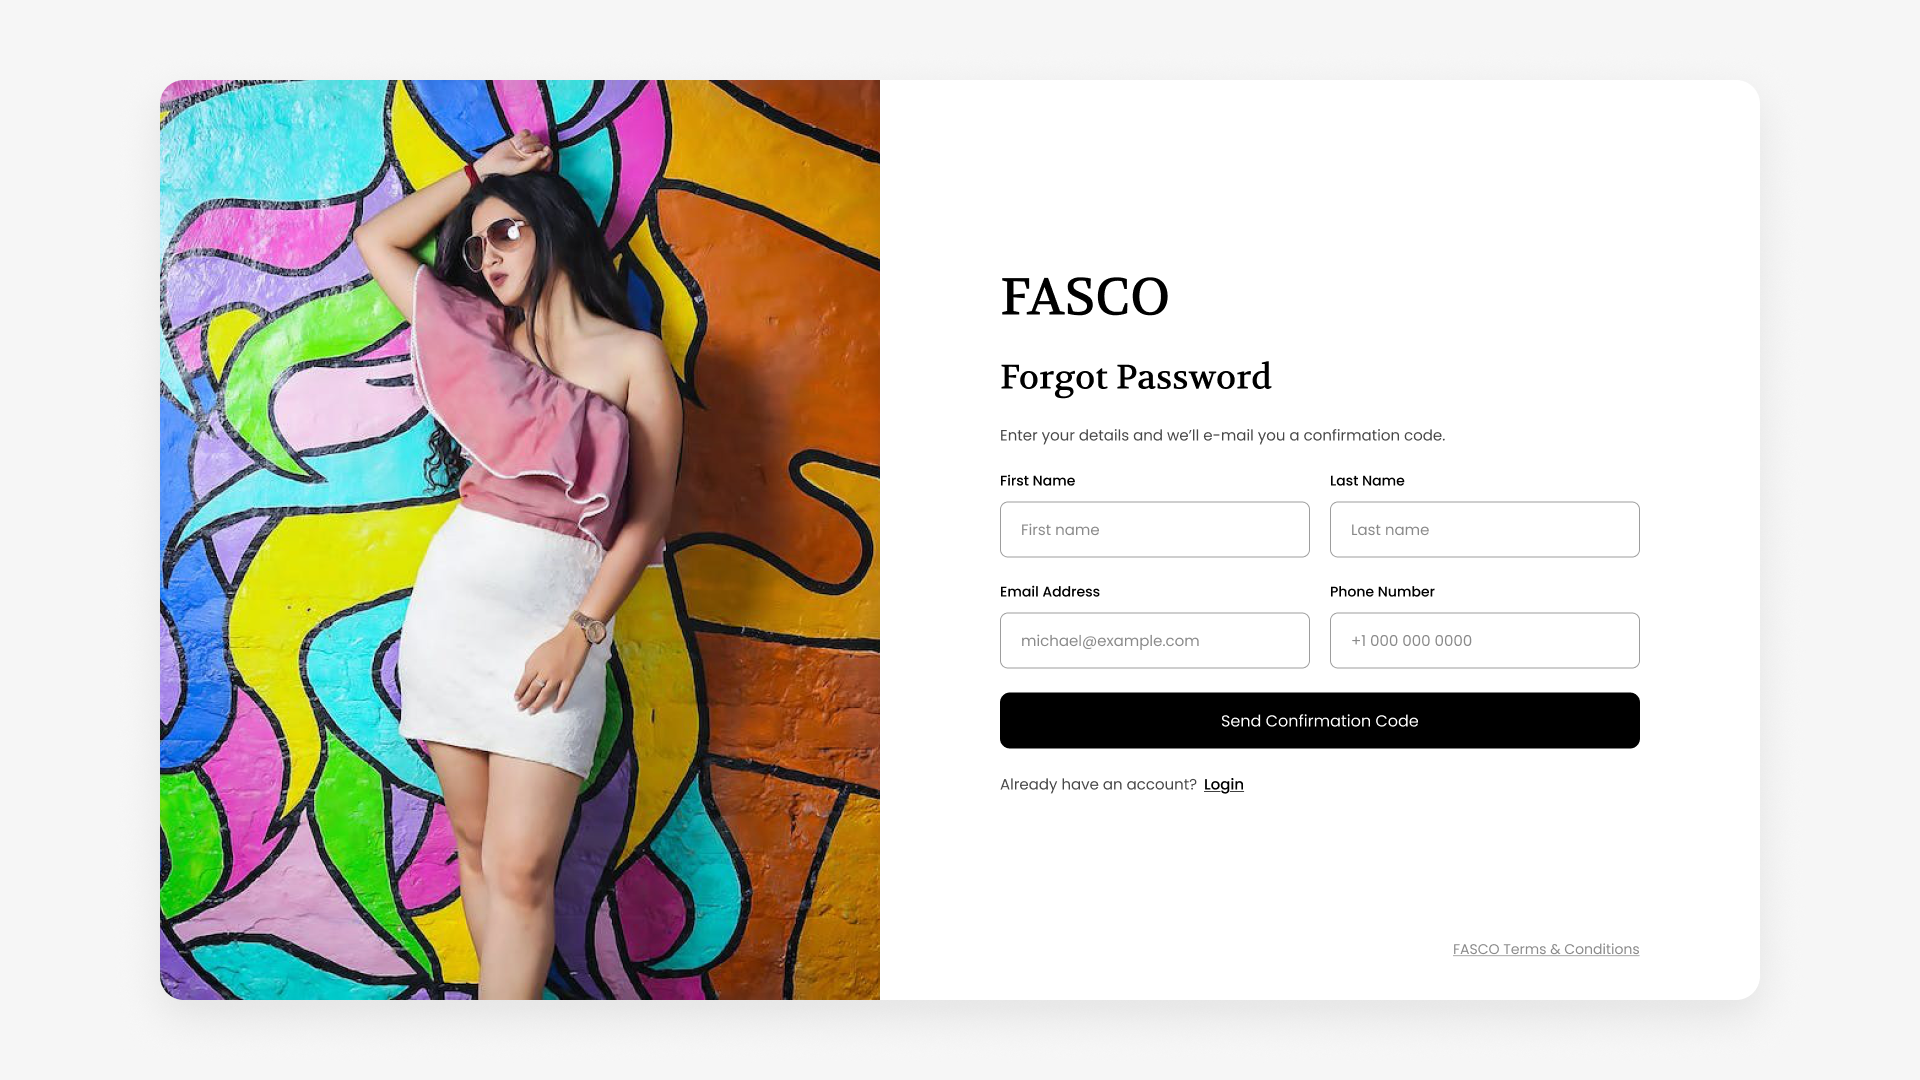 FASCO
Forgot Password
Enter your details and we’ll e-mail you a confirmation code.
First Name
Last Name
First name
Last name
Email Address
Phone Number
michael@example.com
+1 000 000 0000
Send Confirmation Code
Already have an account? Login
FASCO Terms & Conditions